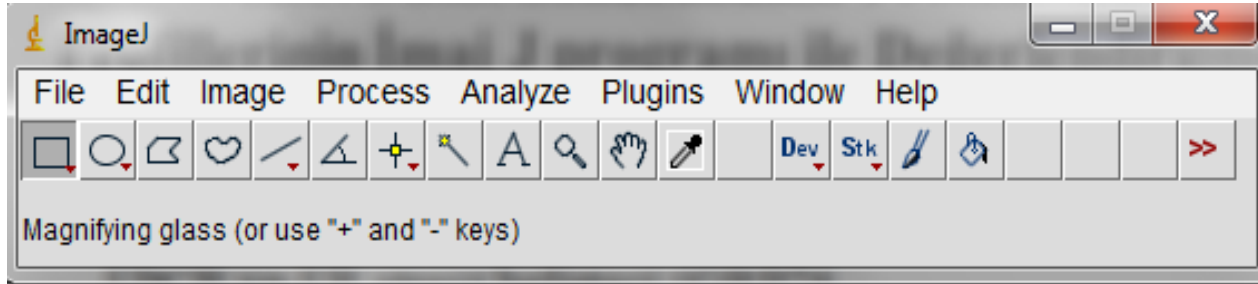 ImageJ
File Edit Image Process Analyze Plugins Window Help
A Dev Stk >>
Magnifying glass (or use "+" and "-" keys)